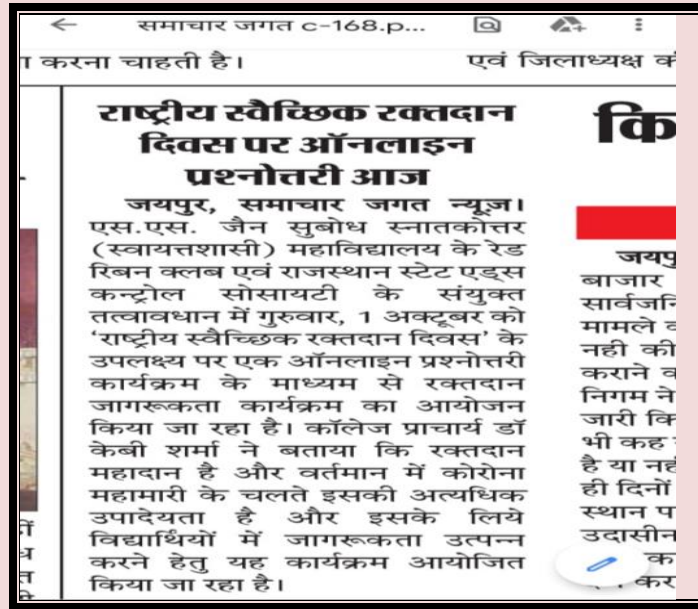 समाचार जगत c-168.p...
करना चाहती है।
एवं जिलाध्यक्ष
राष्ट्रीय स्वैच्छिक रक्तदान
दिवस पर ऑनलाइन
प्रश्नोत्तरी आज
जयपुर, समाचार जगत न्यूज़।
एस.एस. जैन सुबोध स्नातकोत्तर
(स्वायत्तशासी) महाविद्यालय के रेड
रिबन क्लब एवं राजस्थान स्टेट एड्स
कन्ट्रोल सोसायटी के संयुक्त
तत्वावधान में गुरुवार, 1 अक्टूबर को
'राष्ट्रीय स्वैच्छिक रक्तदान दिवस' के
उपलक्ष्य पर एक ऑनलाइन प्रश्नोत्तरी
कार्यक्रम के माध्यम से रक्तदान
जागरूकता कार्यक्रम का आयोजन
किया जा रहा है। कॉलेज प्राचार्य डॉ
केबी शर्मा ने बताया कि रक्तदान
महादान है और वर्तमान में कोरोना
महामारी के चलते इसकी अत्यधिक
उपादेयता है और इसके लिये
विद्यार्थियों में जागरूकता उत्पन्न
करने हेतु यह कार्यक्रम आयोजित
किया जा रहा है।
कि
जयपु
बाजार
सार्वजनि
मामले
नही की
कराने
निगम ने
जारी कि
भी कह
है या नह
ही दिनों
स्थान प
उदासीन
क
कर